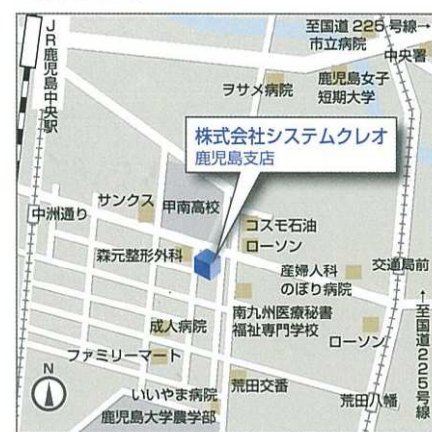 至国道225号線→
市立病院
中央署
JR鹿児島中央駅
ヲサメ病院
鹿児島女子
短期大学
株式会社システムクレオ
鹿児島支店
サンクス
甲南高校
中洲通り
コスモ石油
ローソン
森元整形外科
産婦人科
のぼり病院
交通局前
南九州医療秘書
福祉専門学校
成人病院
ローソン
←至国道225号線
ファミリーマート
荒田交番
荒田八幡
いいやま病院
鹿児島大学農学部
N